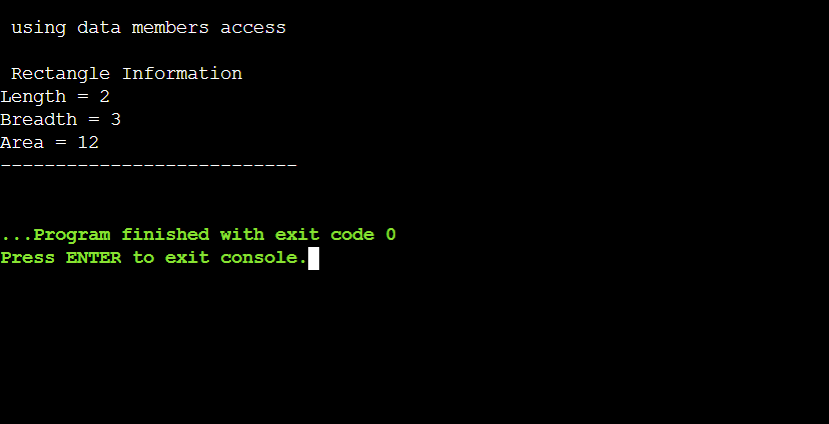 using data members access
Rectangle Information
Length = 2
Breadth = 3
Area = 12
---------------------------
...Program finished with exit code 0
Press ENTER to exit console.